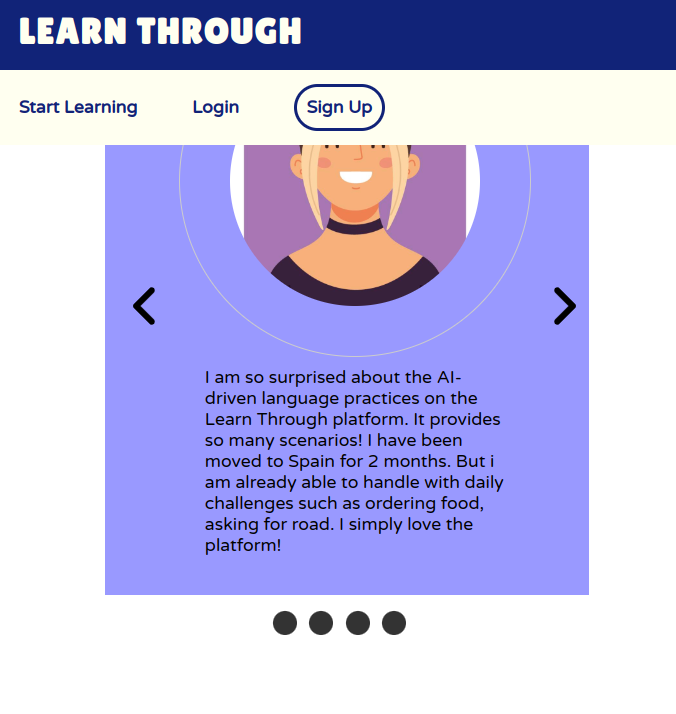 LEARN THROUGH
Start Learning
Login
Sign Up
I am so surprised about the AI-
driven language practices on the
Learn Through platform. It provides
so many scenarios! I have been
moved to Spain for 2 months. But i
am already able to handle with daily
challenges such as ordering food,
asking for road. I simply love the
platform!